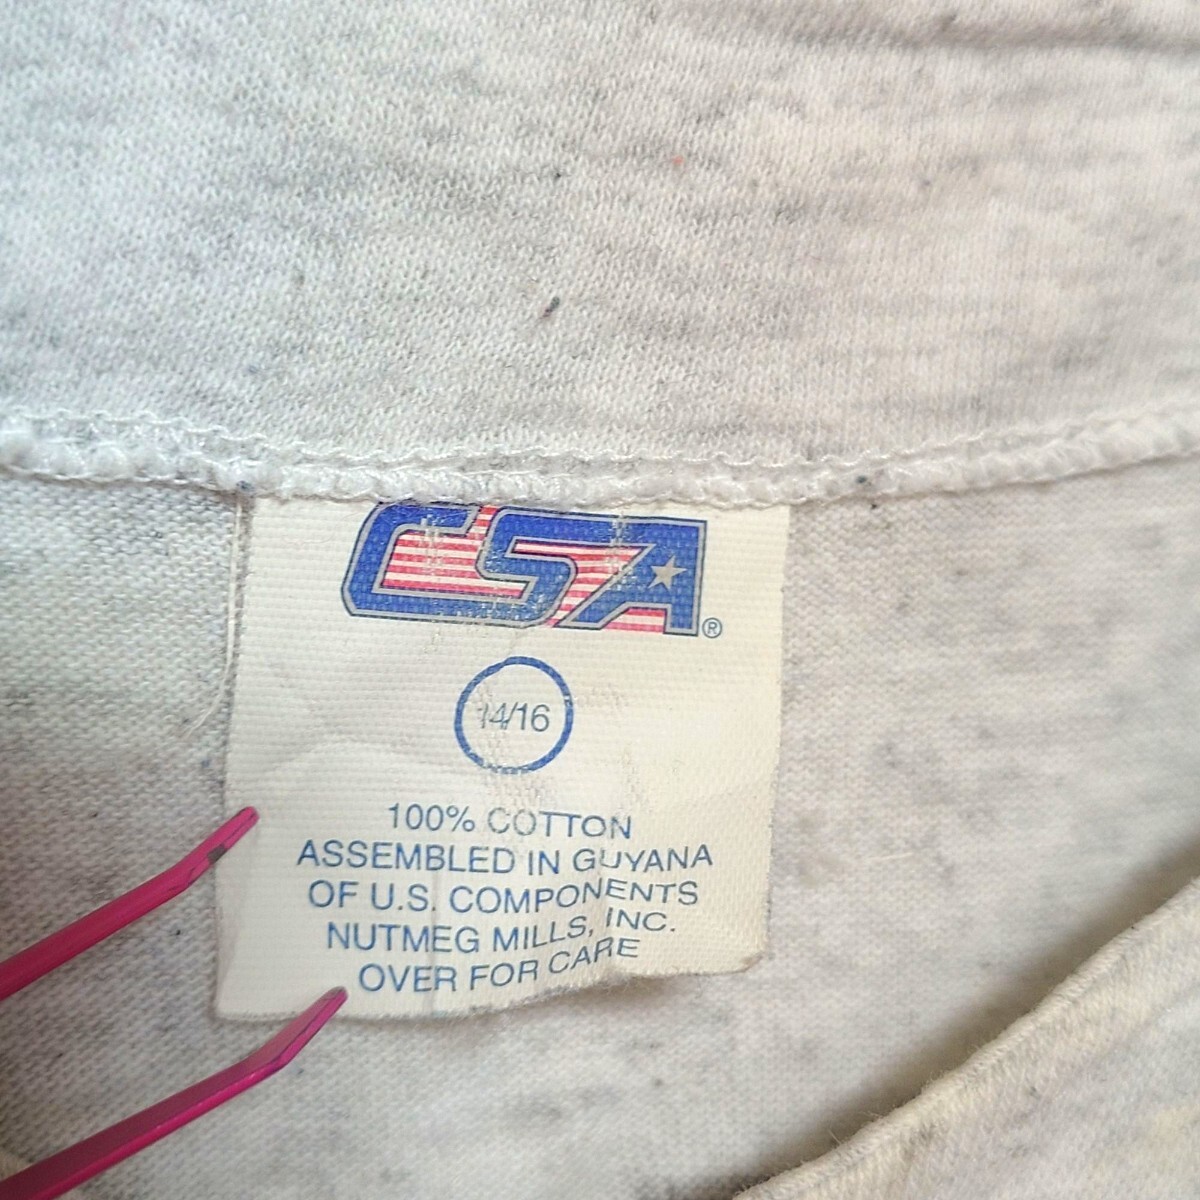 CSA®
14/16
100% COTTON
ASSEMBLED IN GUYANA
OF U.S. COMPONENTS
NUTMEG MILLS, INC.
OVER FOR CARE